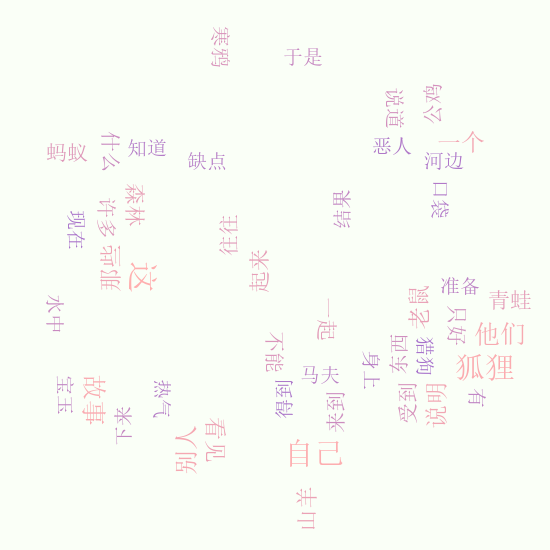 寒鸦
于是
说道
公鸡
恶人
一个
河边
蚂蚁
什么
知道
缺点
口袋
结果
森林
许多
现在
往往
起来
这
准备
青蛙
老鼠
只好
他们
水中
一起
不能
东西
猎狗
狐狸
马夫
身上
得到
来到
受到
说明
有
宝玉
故事
下来
热气
看见
别人
自己